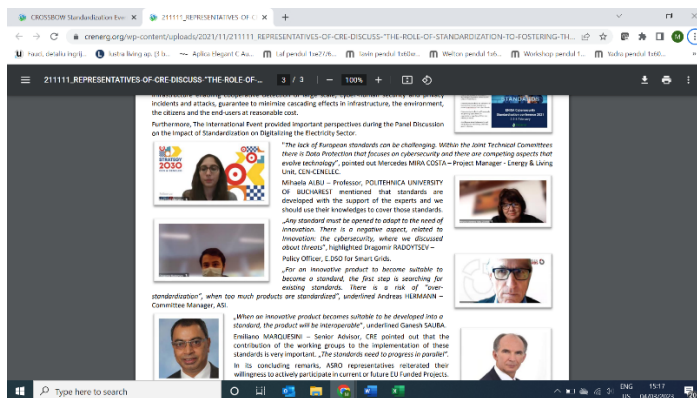 CROSSBOW Standardization Eve
211111_REPRESENTATIVES OF C
crenerg.org/wp-content/uploads/2021/11/211111_REPRESENTATIVES-OF-CRE-DISCUSS-"THE-ROLE-OF-STANDARDIZATION-TO-FOSTERING-TH...
211111_REPRESENTATIVES-OF-CRE-DISCUSS-"THE-ROLE-OF-... 3 / 3 100%
infrastructure enabling cooperative detection of large scale, cyber-human security and privacy
incidents and attacks, guarantee to minimize cascading effects in infrastructure, the environment,
the citizens and the end-users at reasonable cost.
Furthermore, The International Event provided important perspectives during the Panel Discussion
on the Impact of Standardization on Digitalizing the Electricity Sector.
STRATEGY
2030
"The lack of European standards can be challenging. Within the Joint Technical Committees
there is Data Protection that focuses on cybersecurity and there are competing aspects that
evolve technology", pointed out Mercedes MIRA COSTA – Project Manager - Energy & Living
Unit, CEN-CENELEC.
Mihaela ALBU – Professor, POLITEHNICA UNIVERSITY
OF BUCHAREST mentioned that standards are
developed with the support of the experts and we
should use their knowledges to cover those standards.
„Any standard must be opened to adapt to the need of
innovation. There is a negative aspect, related to
Innovation: the cybersecurity, where we discussed
about threats", highlighted Dragomir RADOYTSEV –
Policy Officer, E.DSO for Smart Grids.
„For an innovative product to become suitable to
become a standard, the first step is searching for
existing standards. There is a risk of "over-
standardization", when too much products are standardized", underlined Andreas HERMANN –
Committee Manager, ASI.
„When an innovative product becomes suitable to be developed into a
standard, the product will be interoperable", underlined Ganesh SAUBA.
Emiliano MARQUESINI – Senior Advisor, CRE pointed out that the
contribution of the working groups to the implementation of these
standards is very important. „The standards need to progress in parallel".
In its concluding remarks, ASRO representatives reiterated their
willingness to actively participate in current or future EU Funded Projects.
Type here to search
ENG 15:17
04/03/2023